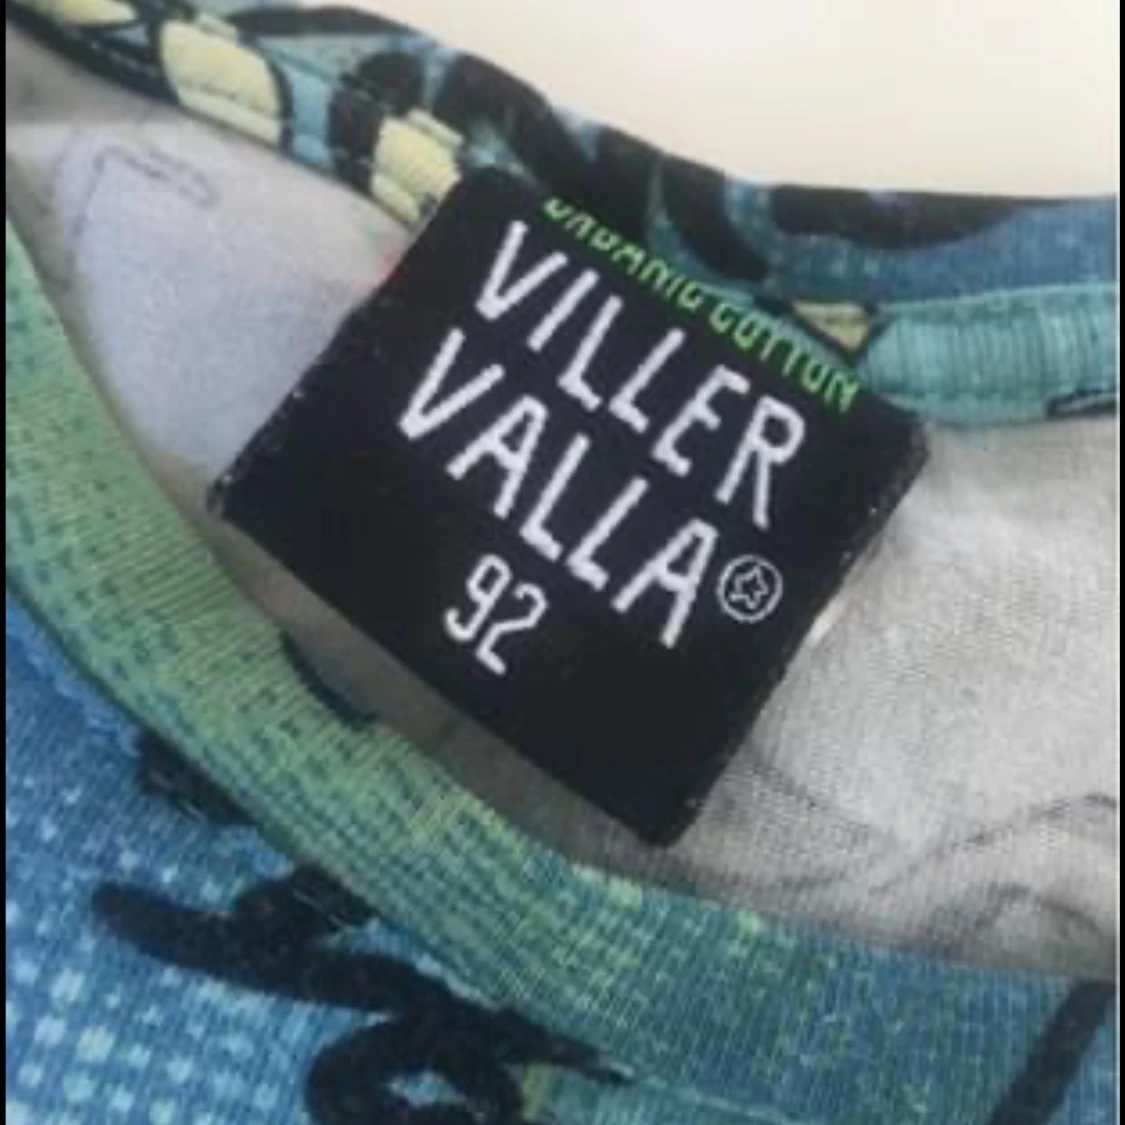 ORGANIC COTTON
VILLER
VALLA
92